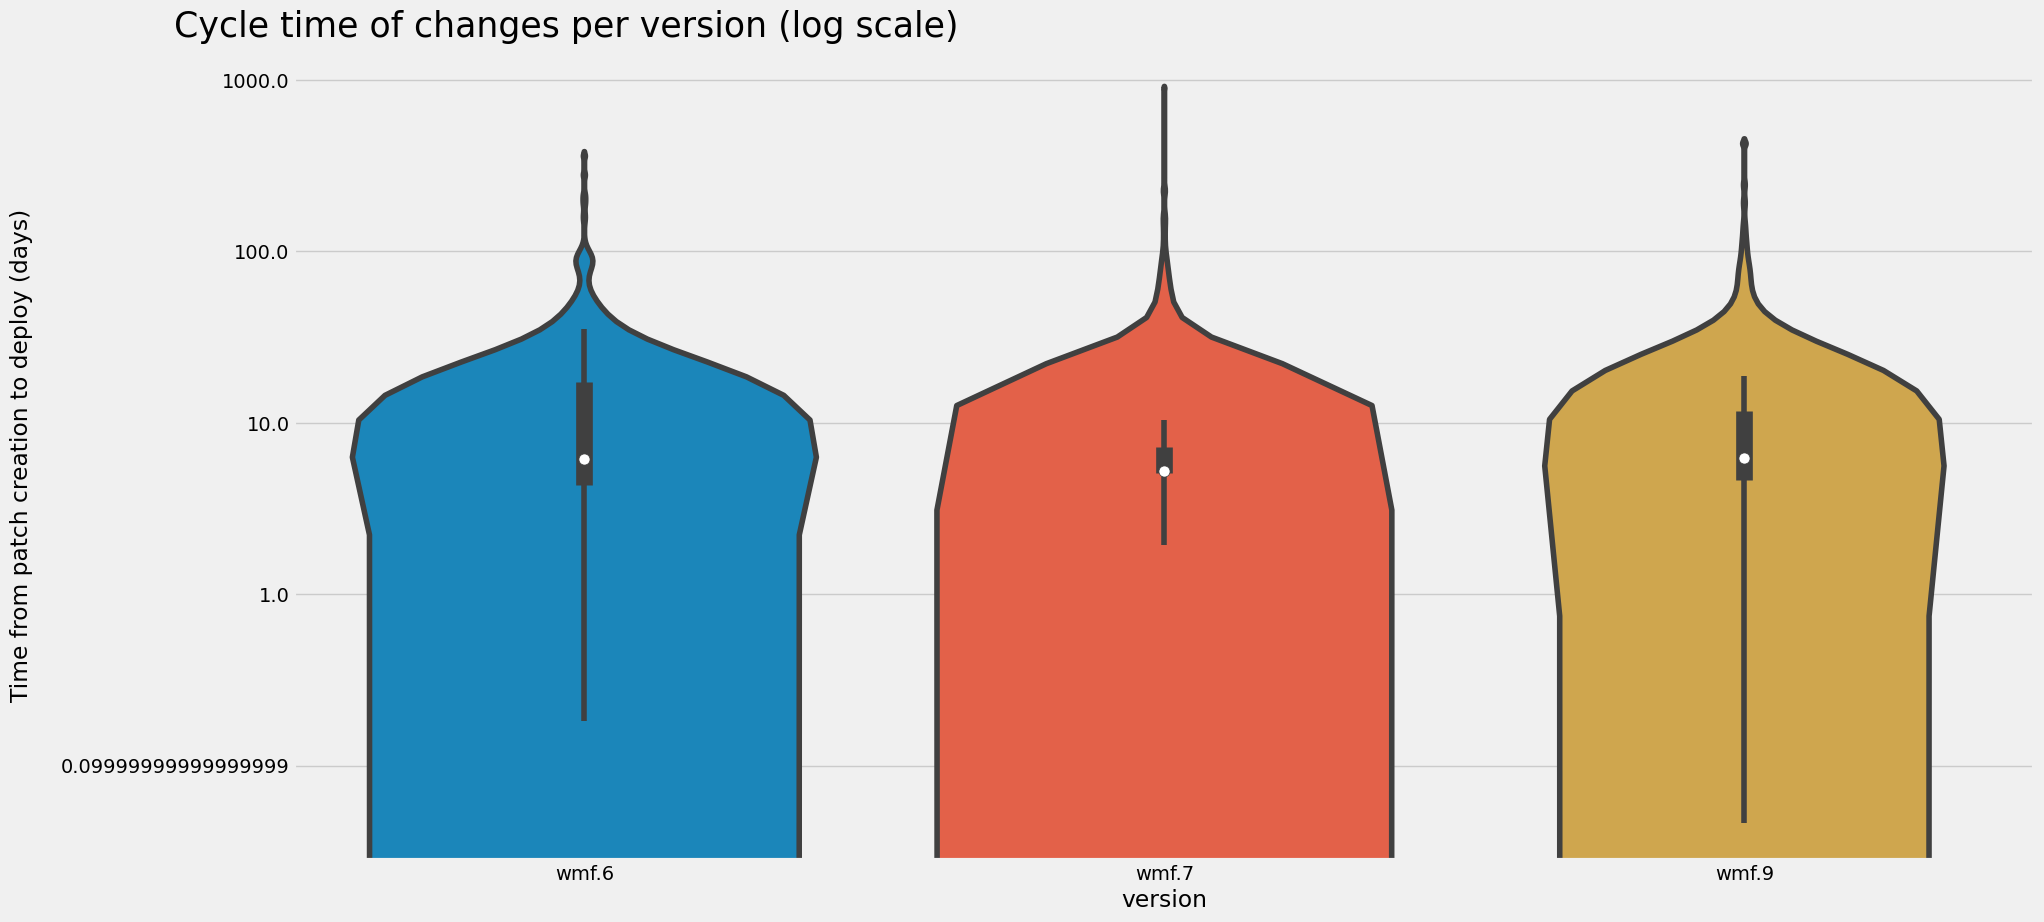 Cycle time of changes per version (log scale)
Time from patch creation to deploy (days)
1000.0
100.0
10.0
1.0
0.09999999999999999
wmf.6
wmf.7
wmf.9
version